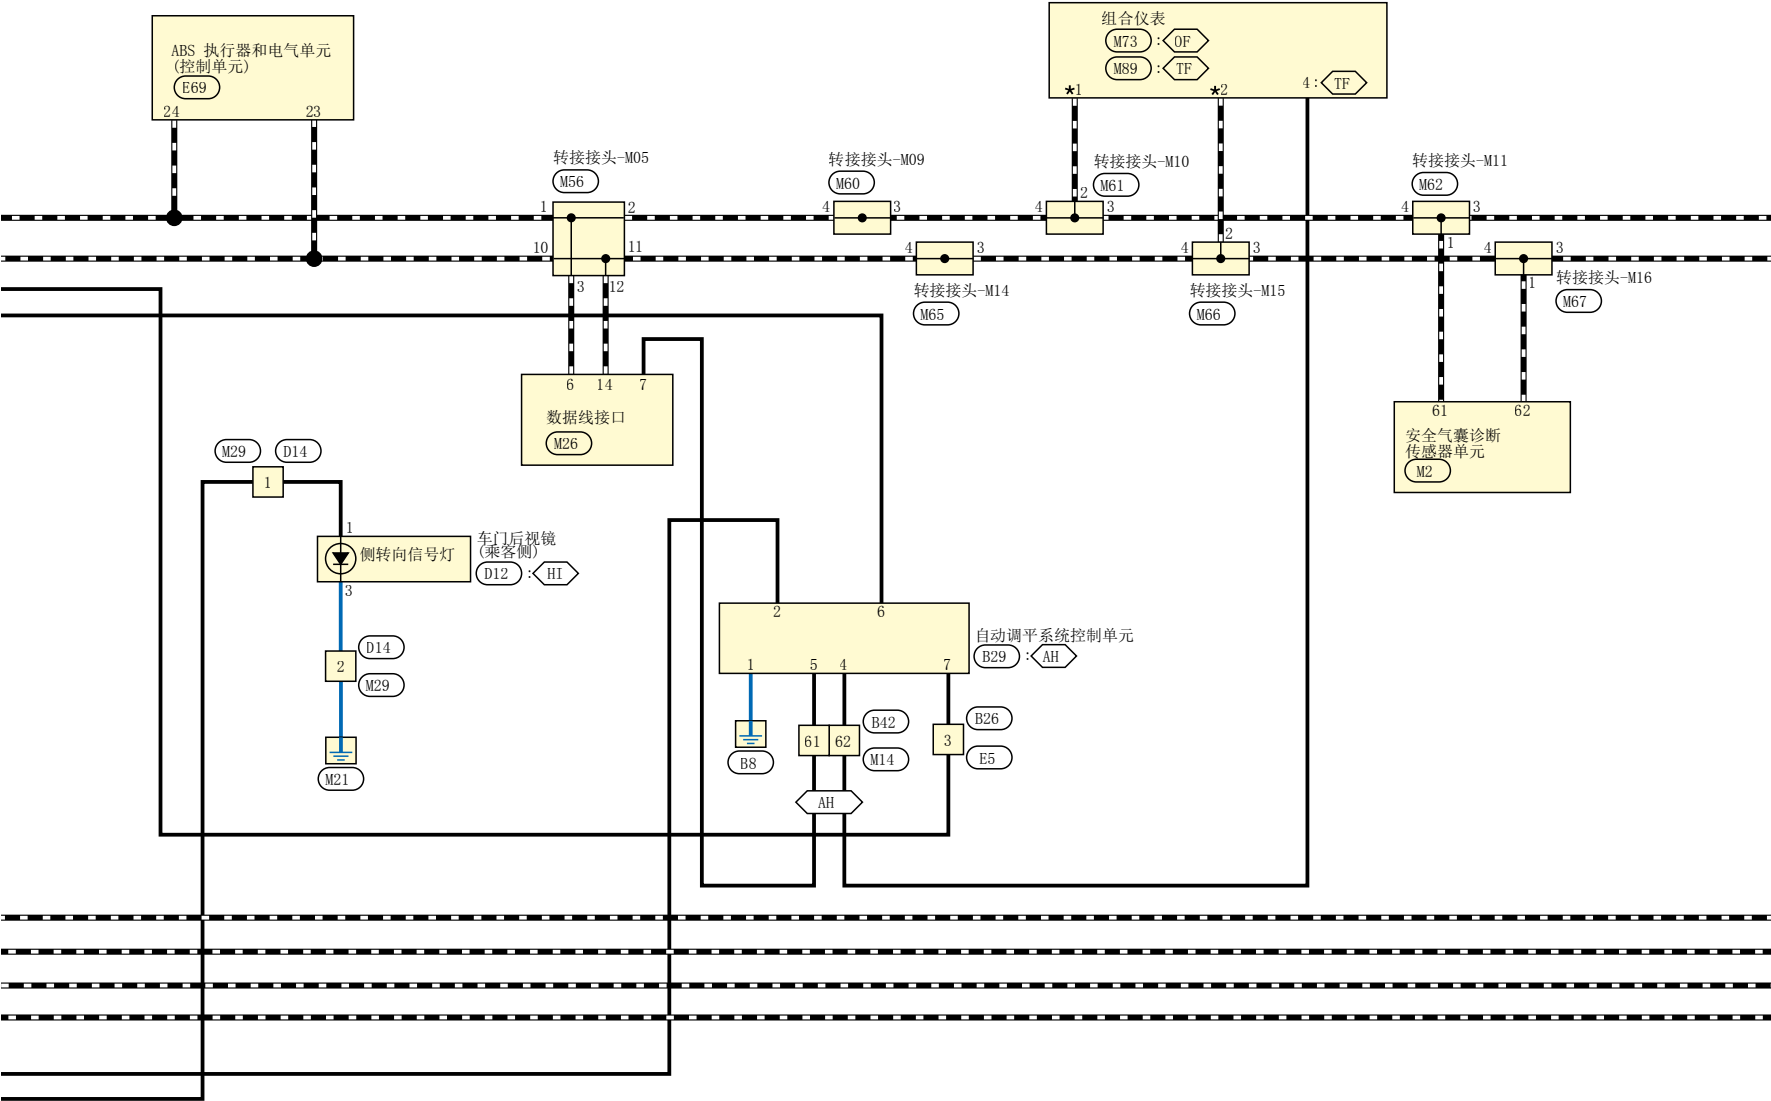 ABS 执行器和电气单元
(控制单元)
E69
24
23
组合仪表
M73 : OF
M89 : TF
*1
*2
4 : TF
转接接头-M05
M56
1
2
10
11
3
12
转接接头-M09
M60
4
3
转接接头-M10
M61
2
4
3
转接接头-M11
M62
4
3
1
转接接头-M14
M65
4
3
转接接头-M15
M66
2
4
3
转接接头-M16
M67
4
3
1
6
14
7
数据线接口
M26
61
62
安全气囊诊断
传感器单元
M2
M29
D14
1
1
侧转向信号灯
车门后视镜
(乘客侧)
D12 : HI
3
D14
2
M29
M21
2
6
自动调平系统控制单元
B29 : AH
1
5
4
7
B8
61
62
B42
M14
3
B26
E5
AH